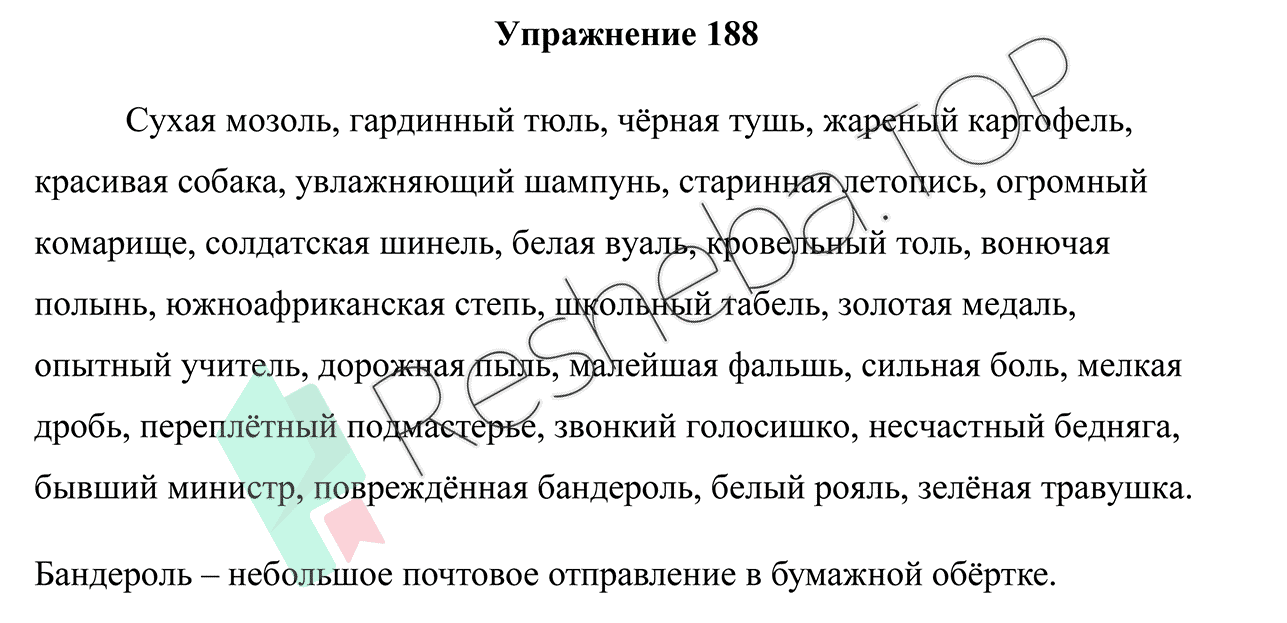 Упражнение 188
Сухая мозоль, гардинный тюль, чёрная тушь, жареный картофель,
красивая собака, увлажняющий шампунь, старинная летопись, огромный
комарище, солдатская шинель, белая вуаль, кровельный толь, вонючая
полынь, южноафриканская степь, школьный табель, золотая медаль,
опытный учитель, дорожная пыль, малейшая фальшь, сильная боль, мелкая
дробь, переплётный подмастерье, звонкий голосишко, несчастный бедняга,
бывший министр, повреждённая бандероль, белый рояль, зелёная травушка.
Бандероль – небольшое почтовое отправление в бумажной обёртке.
Resheba.TOP